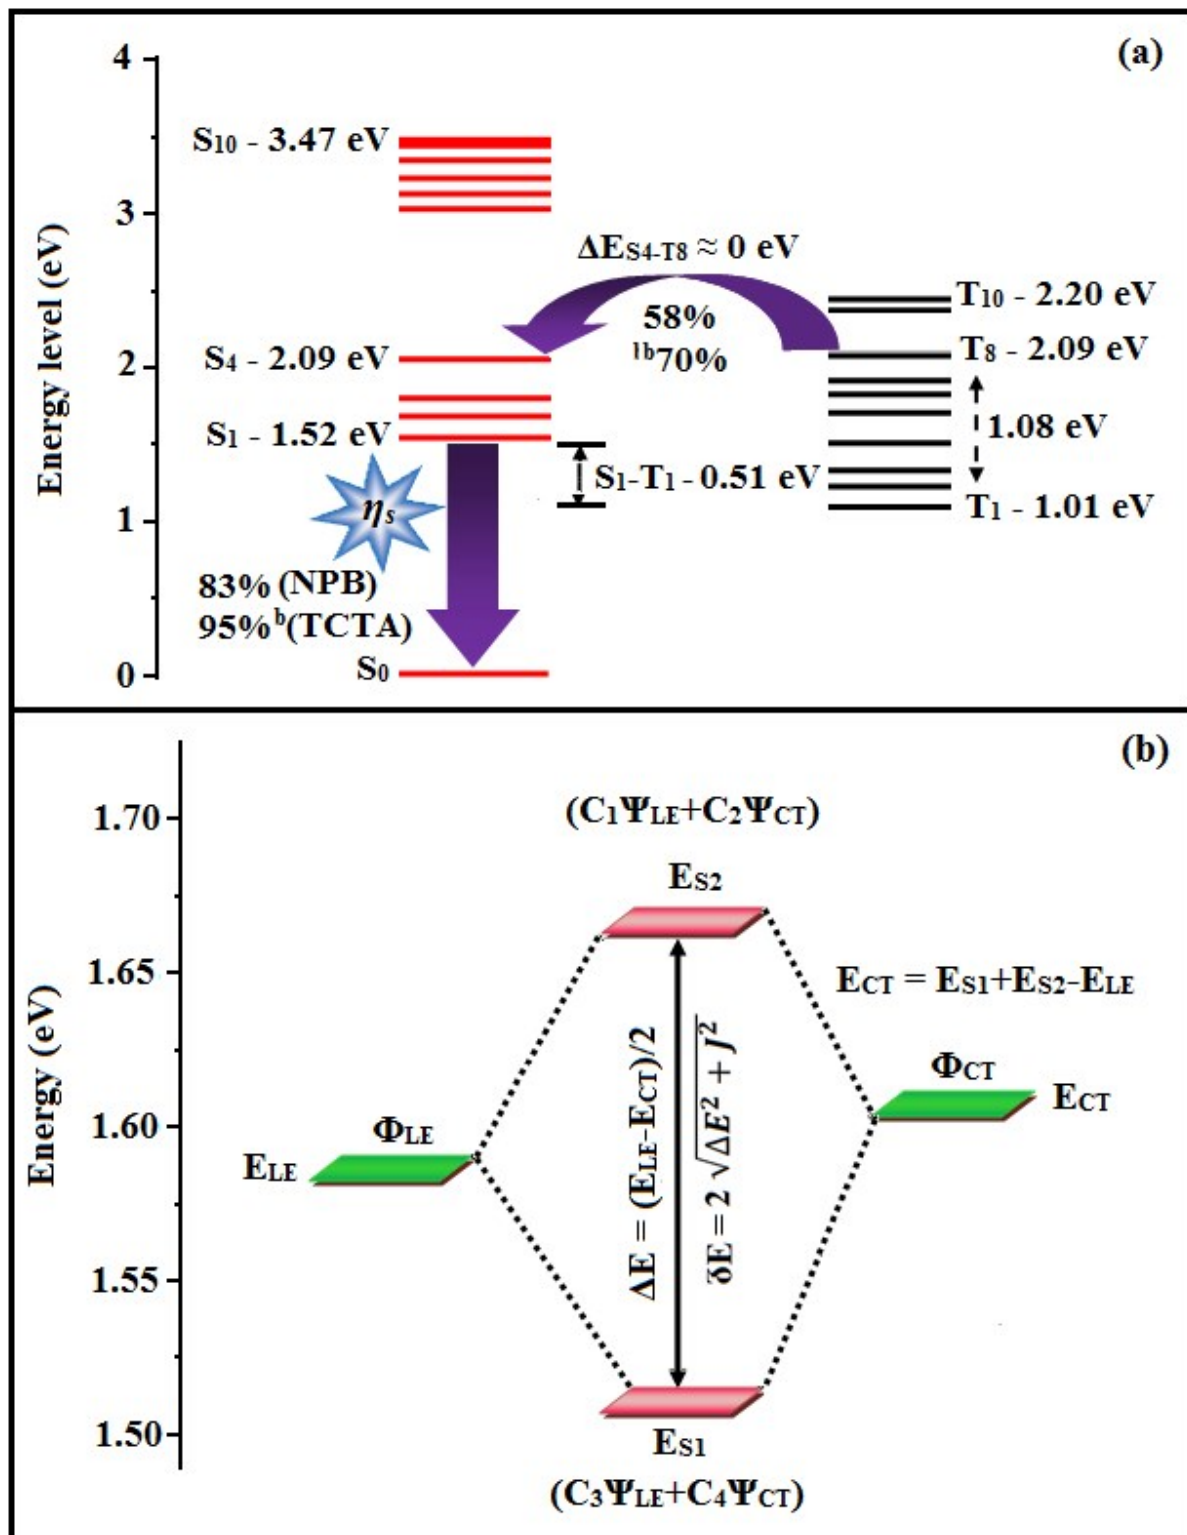 (a)
4
S10 - 3.47 eV
3
ΔES4-T8 ≈ 0 eV
T10 - 2.20 eV
58%
1b70%
S4 - 2.09 eV
T8 - 2.09 eV
2
S1 - 1.52 eV
1.08 eV
S1-T1 - 0.51 eV
ηs
T1 - 1.01 eV
1
83% (NPB)
95% b(TCTA)
S0
0
Energy level (eV)
(b)
1.70
(C1ΨLE+C2ΨCT)
ES2
1.65
ECT = ES1+ES2-ELE
ΦCT
ECT
1.60
ΦLE
ELE
ΔE = (ELE-ECT)/2
δE = 2 √ΔE² + J²
1.55
1.50
ES1
(C3ΨLE+C4ΨCT)
Energy (eV)